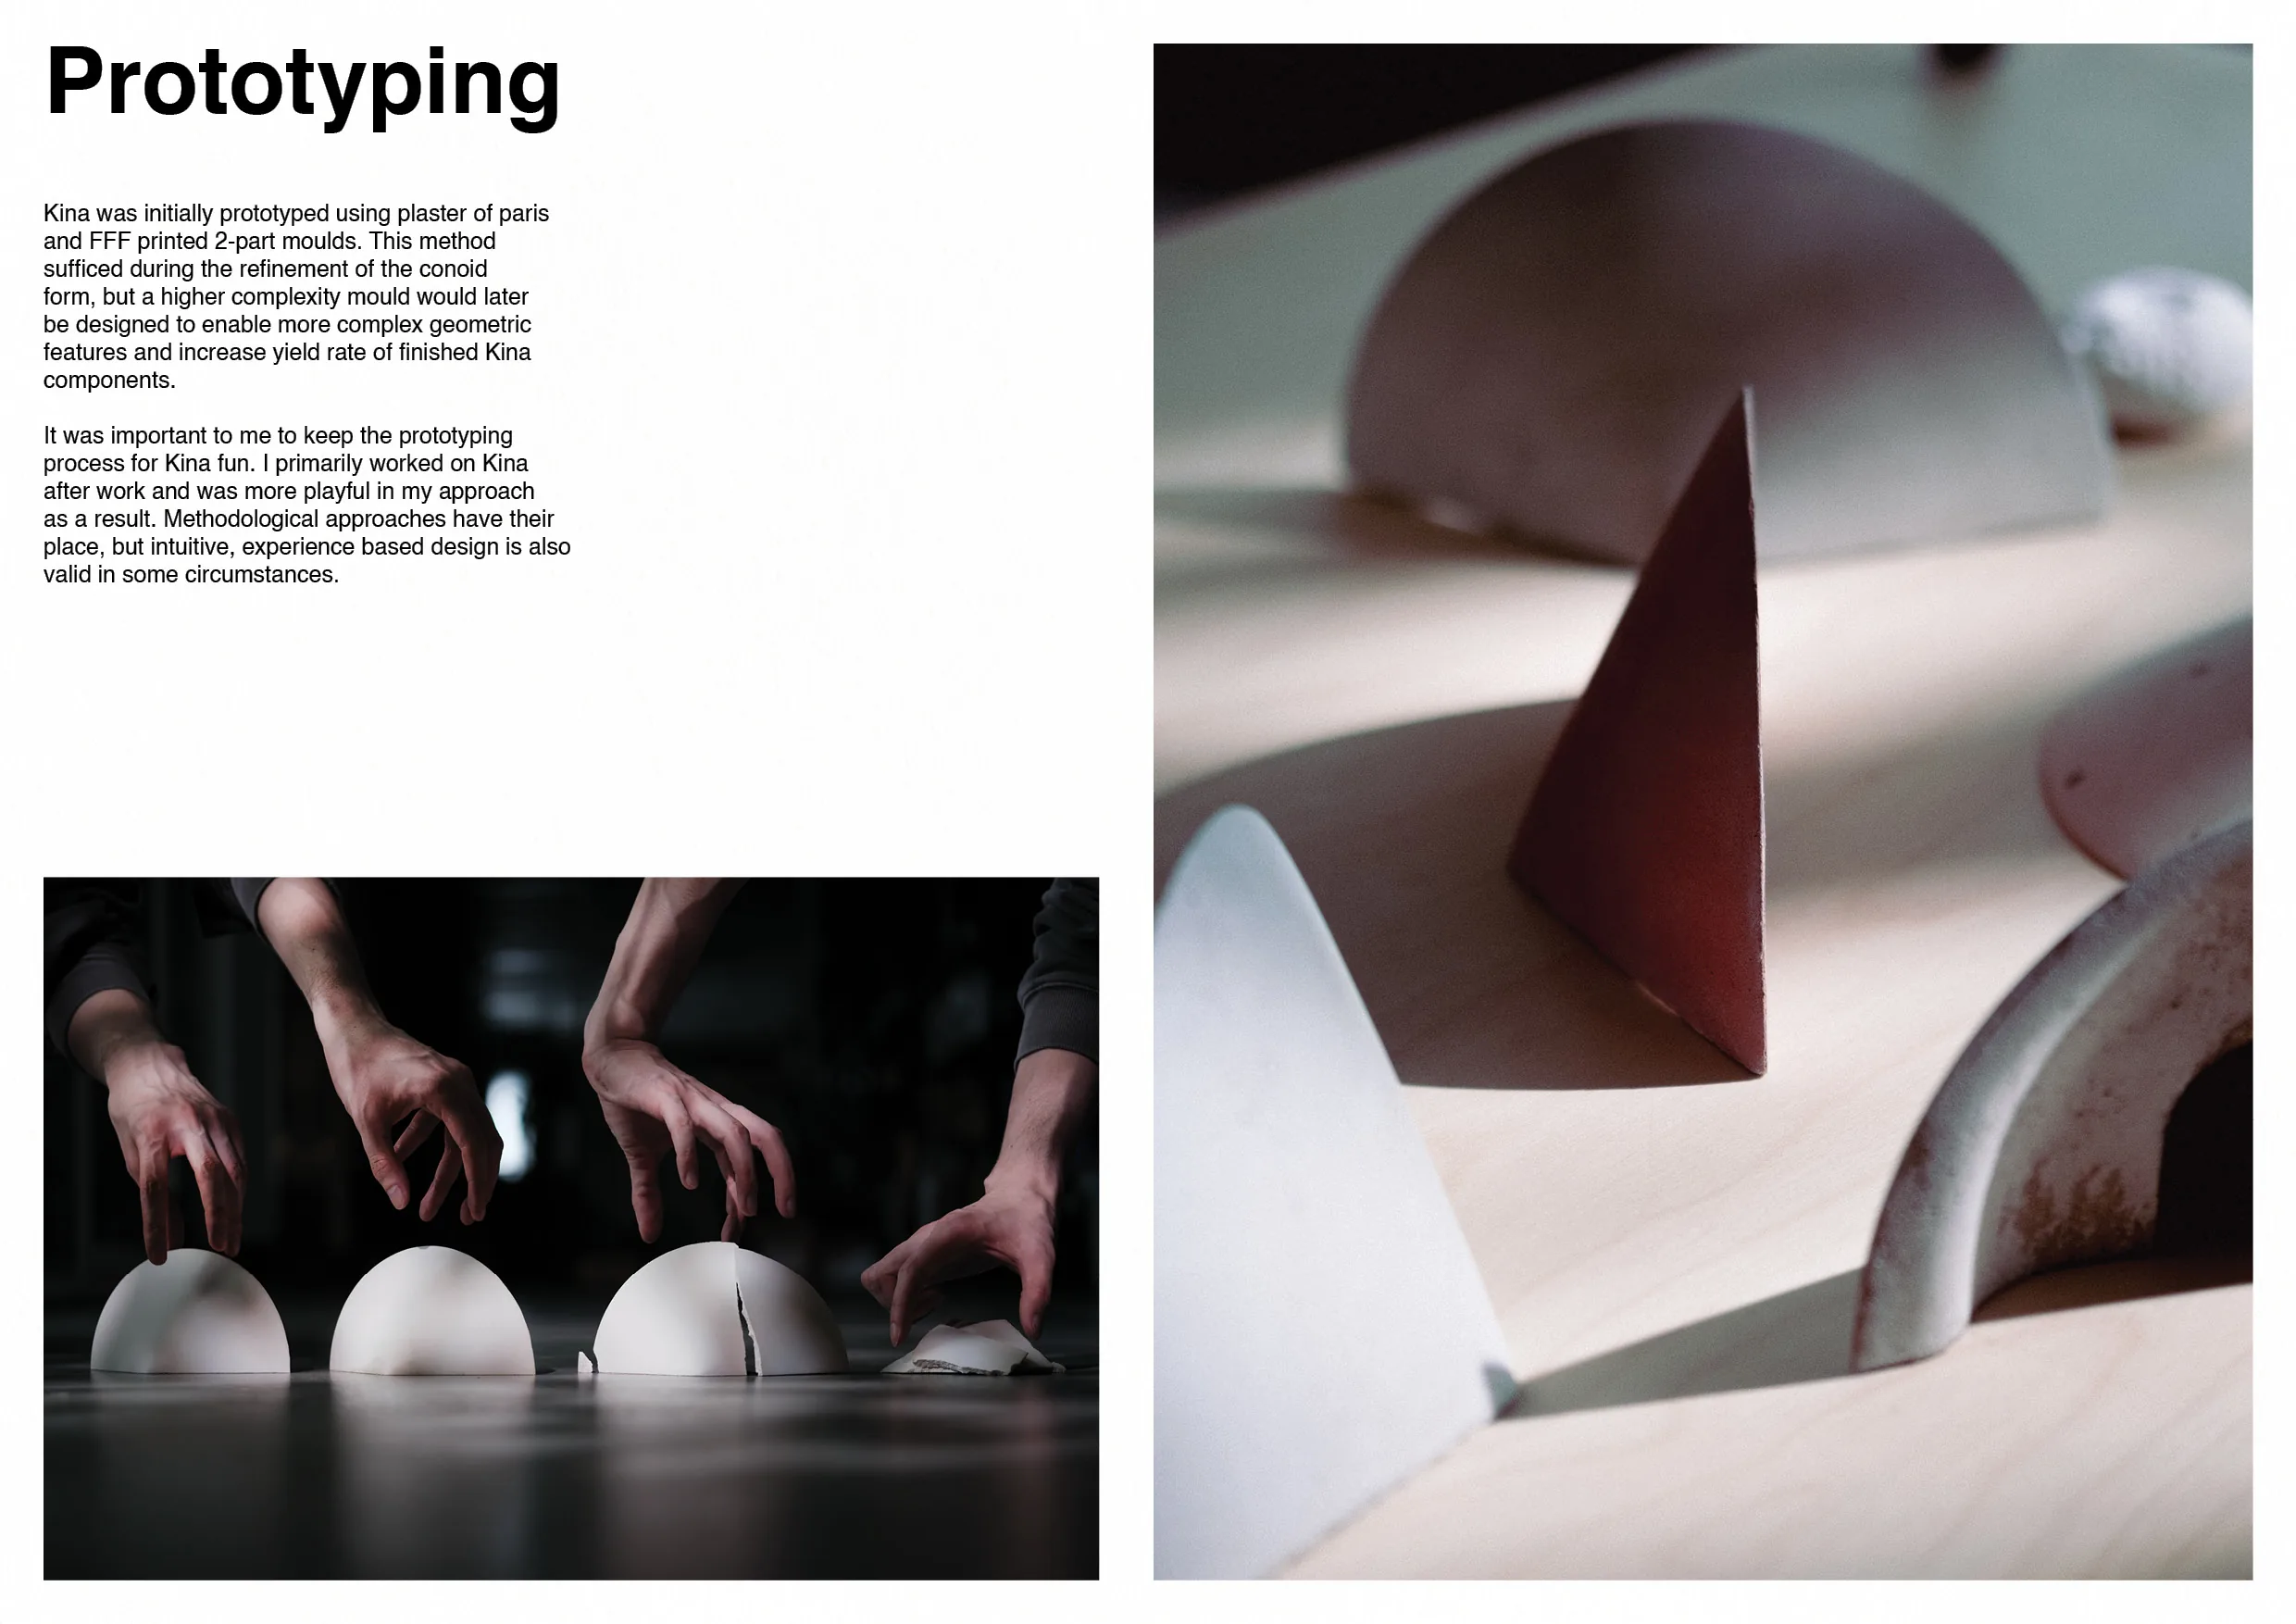 Prototyping
Kina was initially prototyped using plaster of paris
and FFF printed 2-part moulds. This method
sufficed during the refinement of the conoid
form, but a higher complexity mould would later
be designed to enable more complex geometric
features and increase yield rate of finished Kina
components.
It was important to me to keep the prototyping
process for Kina fun. I primarily worked on Kina
after work and was more playful in my approach
as a result. Methodological approaches have their
place, but intuitive, experience based design is also
valid in some circumstances.